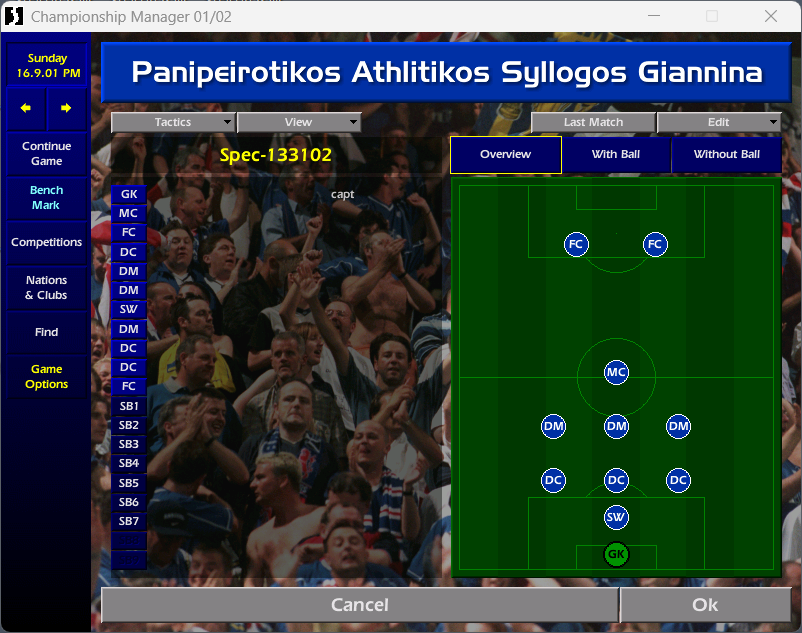 Championship Manager 01/02
Sunday
16.9.01 PM
Panipeirotikos Athlitikos Syllogos Giannina
Continue
Game
Bench
Mark
Competitions
Nations
& Clubs
Find
Game
Options
Tactics View Last Match Edit
Spec-133102
Overview With Ball Without Ball
GK capt
MC
FC
DC
DM
DM
SW
DM
DC
DC
FC
SB1
SB2
SB3
SB4
SB5
SB6
SB7
FC FC
MC
DM DM DM
DC DC DC
SW
GK
Cancel Ok